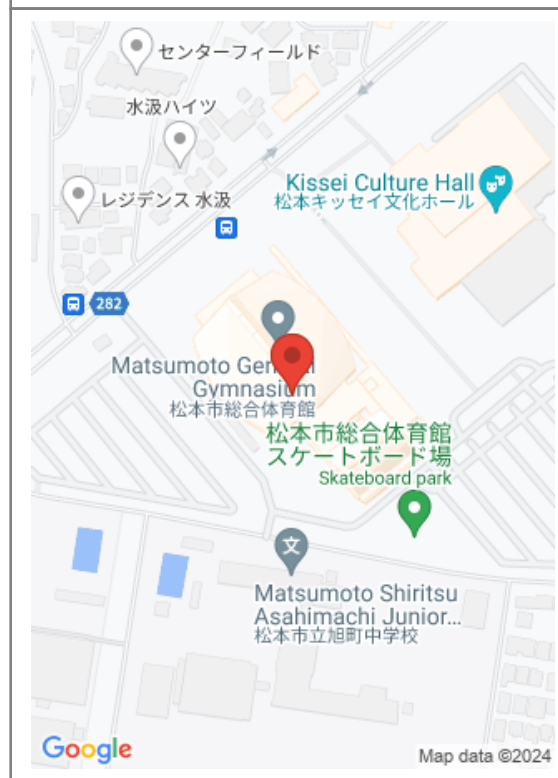 センターフィールド
水汲ハイツ
Kissei Culture Hall
松本キッセイ文化ホール
レジデンス 水汲
282
Matsumoto General
Gymnasium
松本市総合体育館
松本市総合体育館
スケートボード場
Skateboard park
文
Matsumoto Shiritsu
Asahimachi Junior...
松本市立旭町中学校
Google
Map data ©2024